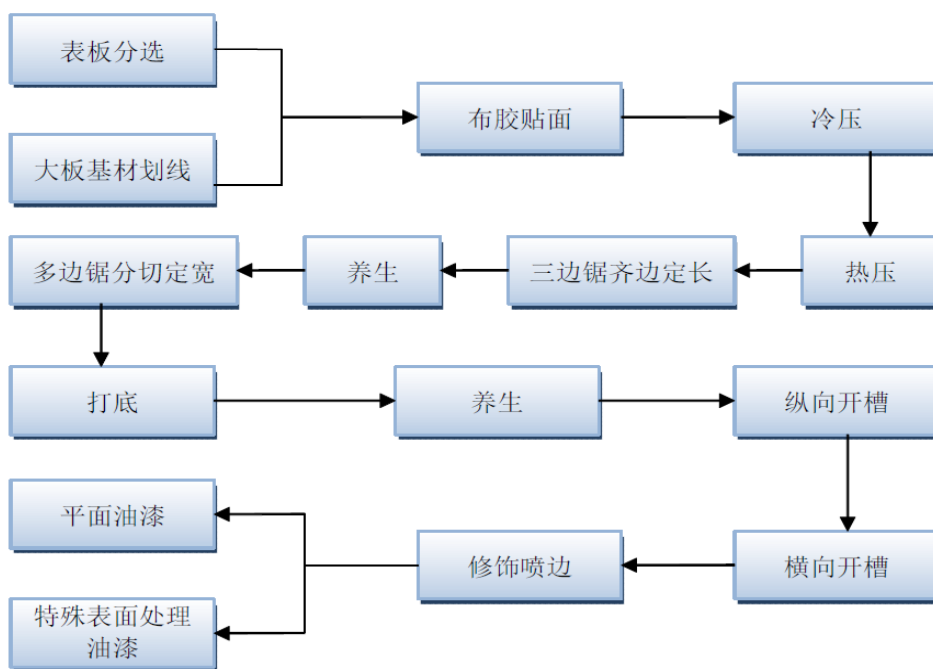 表板分选
布胶贴面
冷压
大板基材划线
多边锯分切定宽
养生
三边锯齐边定长
热压
打底
养生
纵向开槽
平面油漆
修饰喷边
横向开槽
特殊表面处理
油漆